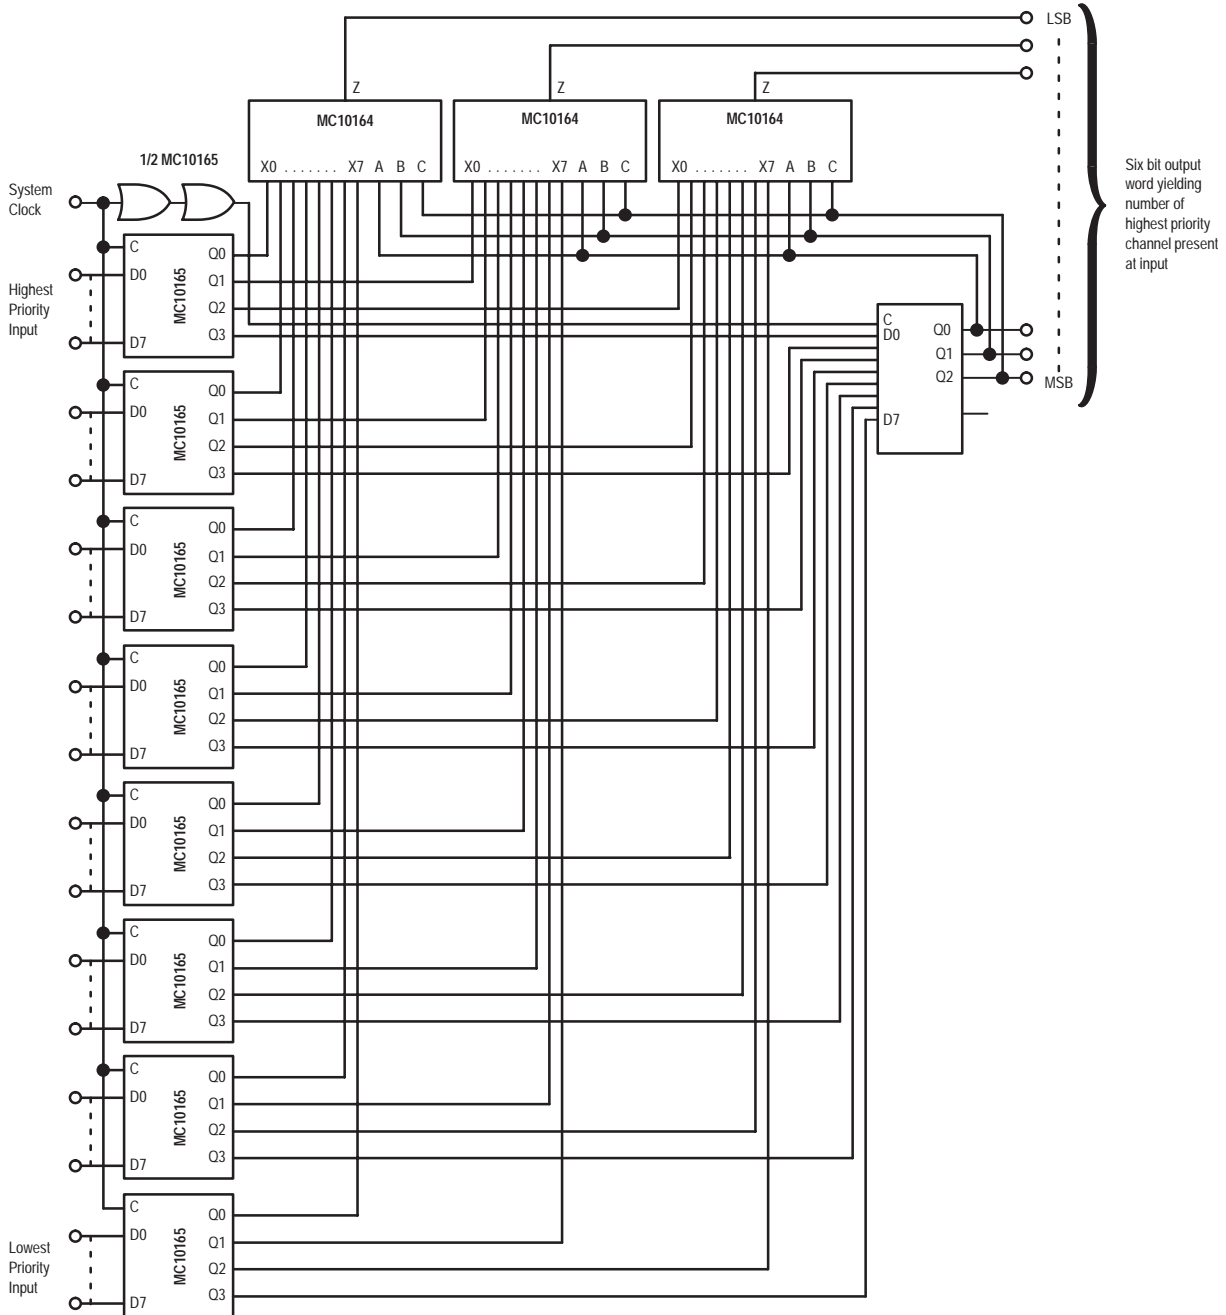 LSB
Z
Z
Z
MC10164
MC10164
MC10164
1/2 MC10165
X0 . . . . . . . X7 A B C
X0 . . . . . . . X7 A B C
X0 . . . . . . . X7 A B C
System
Clock
Six bit output
word yielding
number of
highest priority
channel present
at input
Highest
Priority
Input
C
D0
D7
MC10165
Q0
Q1
Q2
Q3
C
D0
D7
Q0
Q1
Q2
MSB
C
D0
D7
MC10165
Q0
Q1
Q2
Q3
C
D0
D7
MC10165
Q0
Q1
Q2
Q3
C
D0
D7
MC10165
Q0
Q1
Q2
Q3
C
D0
D7
MC10165
Q0
Q1
Q2
Q3
C
D0
D7
MC10165
Q0
Q1
Q2
Q3
C
D0
D7
MC10165
Q0
Q1
Q2
Q3
Lowest
Priority
Input
C
D0
D7
MC10165
Q0
Q1
Q2
Q3